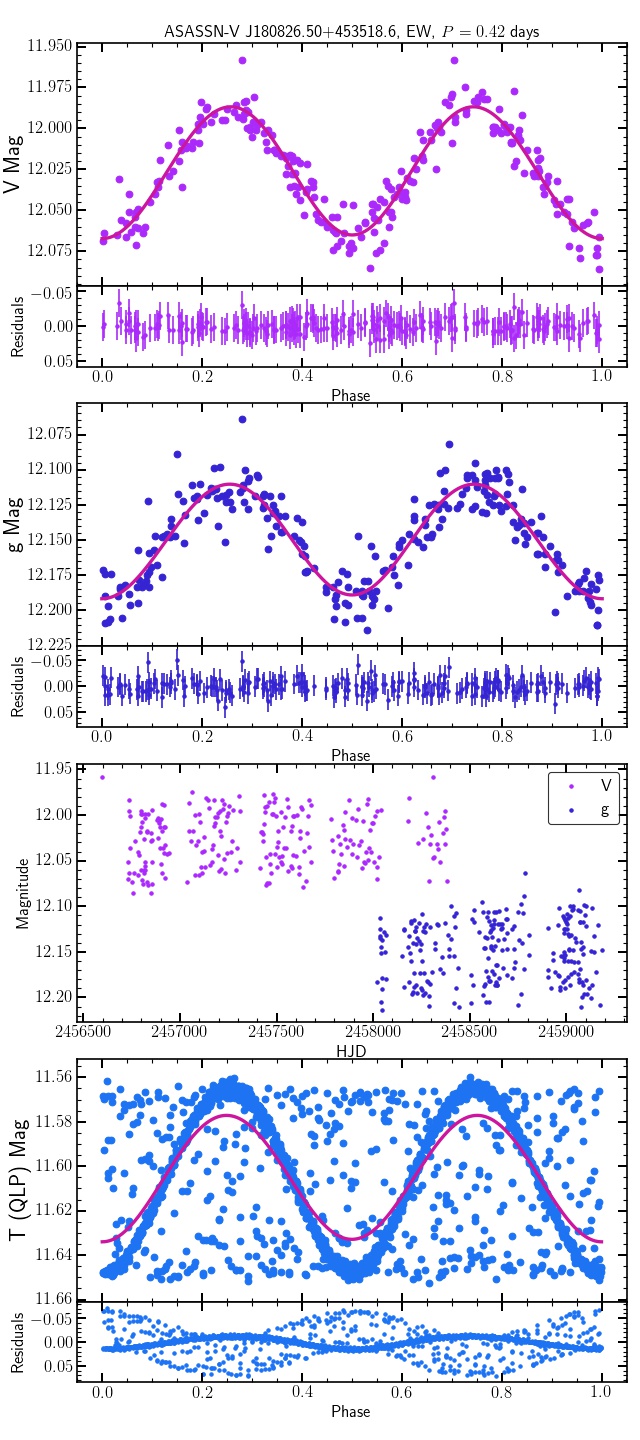 ASASSN-V J180826.50+453518.6, EW, P = 0.42 days
11.950
11.975
12.000
12.025
12.050
12.075
V Mag
−0.05
0.00
0.05
Residuals
0.0 0.2 0.4 0.6 0.8 1.0
Phase
12.075
12.100
12.125
12.150
12.175
12.200
12.225
g Mag
−0.05
0.00
0.05
Residuals
0.0 0.2 0.4 0.6 0.8 1.0
Phase
11.95
12.00
12.05
12.10
12.15
12.20
Magnitude
V
g
2456500 2457000 2457500 2458000 2458500 2459000
HJD
11.56
11.58
11.60
11.62
11.64
11.66
T (QLP) Mag
−0.05
0.00
0.05
Residuals
0.0 0.2 0.4 0.6 0.8 1.0
Phase